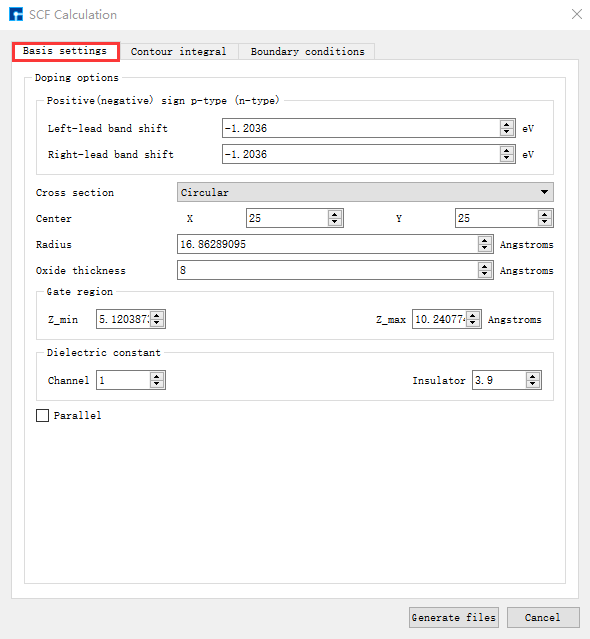 SCF Calculation
Basis settings Contour integral Boundary conditions
Doping options
Positive(negative) sign p-type (n-type)
Left-lead band shift -1.2036 eV
Right-lead band shift -1.2036 eV
Cross section Circular
Center X 25 Y 25
Radius 16.86289095 Angstroms
Oxide thickness 8 Angstroms
Gate region
Z_min 5.1203873 Z_max 10.240774 Angstroms
Dielectric constant
Channel 1 Insulator 3.9
Parallel
Generate files Cancel